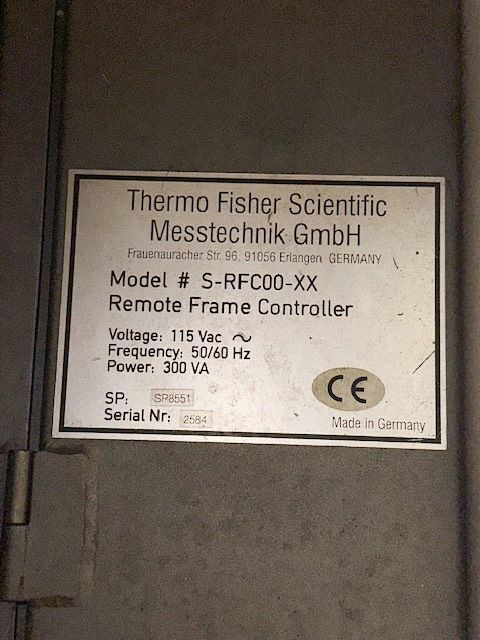 Thermo Fisher Scientific
Messtechnik GmbH
Frauenauracher Str. 96, 91056 Erlangen GERMANY
Model # S-RFC00-XX
Remote Frame Controller
Voltage: 115 Vac ~
Frequency: 50/60 Hz
Power: 300 VA
SP: SP8551
Serial Nr: 2584
CE
Made in Germany